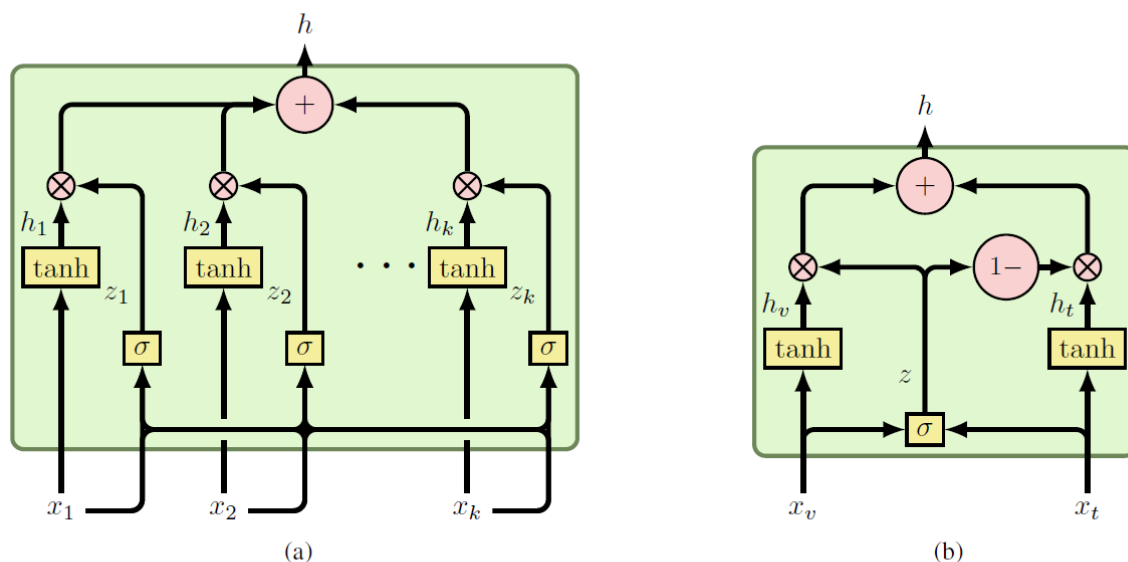 h
+
⊗ ⊗ ⊗
h₁ h₂ hₖ
tanh tanh · · · tanh
z₁ z₂ zₖ
σ σ σ
x₁ x₂ xₖ
(a)
h
+
⊗ 1− ⊗
hᵥ hₜ
tanh tanh
z
σ
xᵥ xₜ
(b)